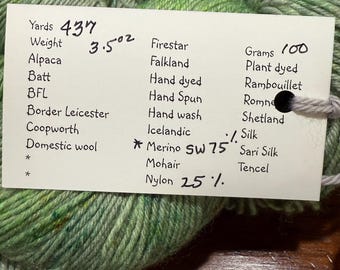 Yards 437
Weight 3.5oz
Alpaca
Batt
BFL
Border Leicester
Coopworth
Domestic wool
*
*
Firestar
Falkland
Hand dyed
Hand Spun
Hand wash
Icelandic
* Merino SW 75%
Mohair
Nylon 25%
Grams 100
Plant dyed
Rambouillet
Romne
Shetland
Silk
Sari Silk
Tencel